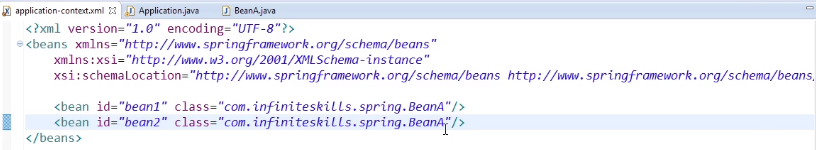 application-context.xml Application.java BeanA.java
<?xml version="1.0" encoding="UTF-8"?>
<beans xmlns="http://www.springframework.org/schema/beans"
xmlns:xsi="http://www.w3.org/2001/XMLSchema-instance"
xsi:schemaLocation="http://www.springframework.org/schema/beans http://www.springframework.org/schema/beans/
<bean id="bean1" class="com.infiniteskills.spring.BeanA"/>
<bean id="bean2" class="com.infiniteskills.spring.BeanA"/>
</beans>